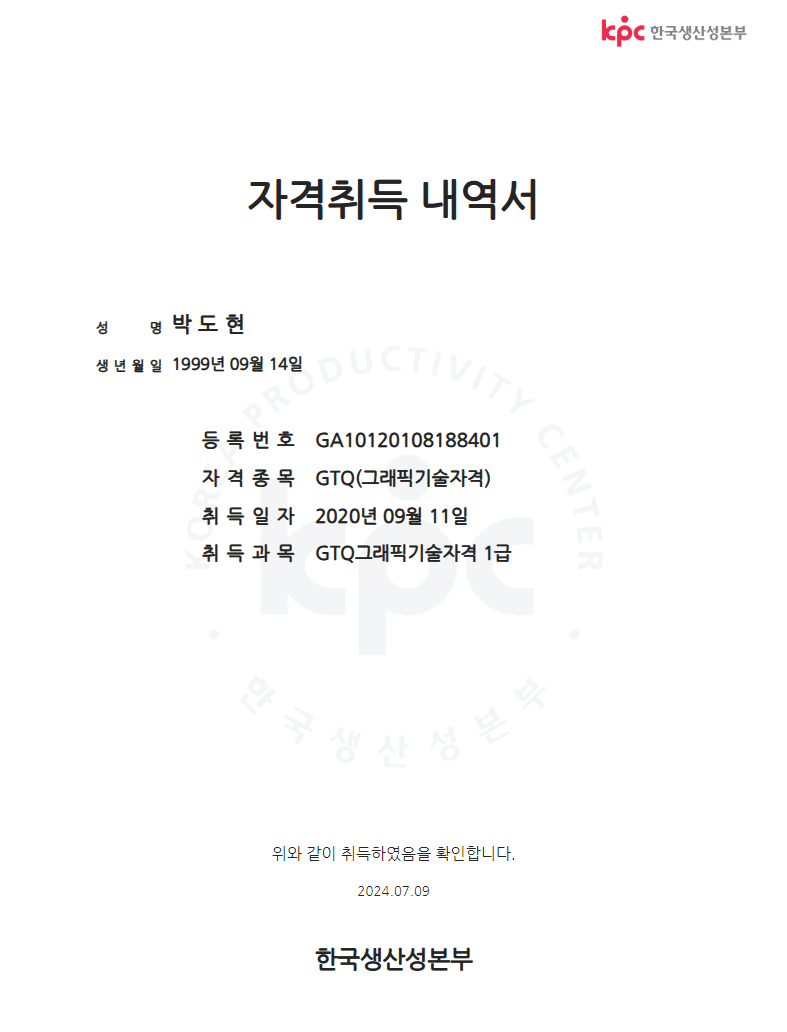 kpc 한국생산성본부
자격취득 내역서
성 명 박 도 현
생 년 월 일 1999년 09월 14일
KOREA PRODUCTIVITY CENTER
등 록 번 호 GA10120108188401
자 격 종 목 GTQ(그래픽기술자격)
취 득 일 자 2020년 09월 11일
취 득 과 목 GTQ그래픽기술자격 1급
kpc
• 한국생산성본부 •
위와 같이 취득하였음을 확인합니다.
2024.07.09
한국생산성본부